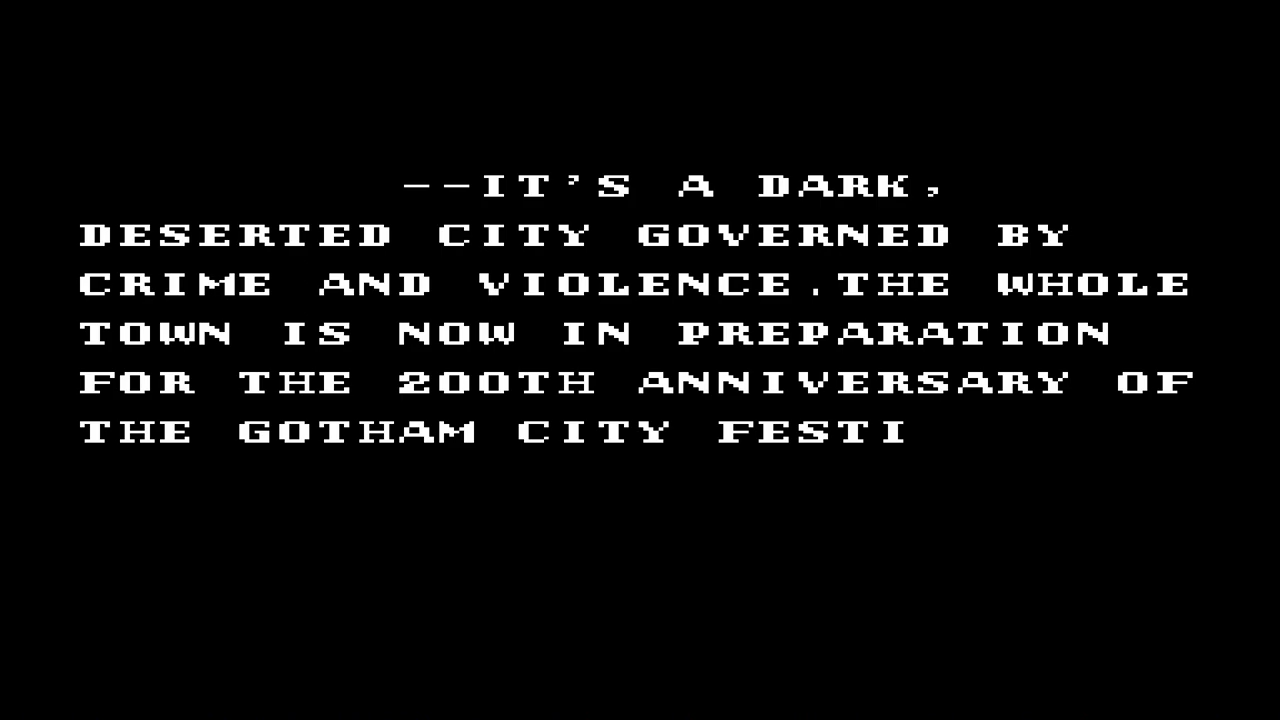 --IT'S A DARK,
DESERTED CITY GOVERNED BY
CRIME AND VIOLENCE.THE WHOLE
TOWN IS NOW IN PREPARATION
FOR THE 200TH ANNIVERSARY OF
THE GOTHAM CITY FESTI